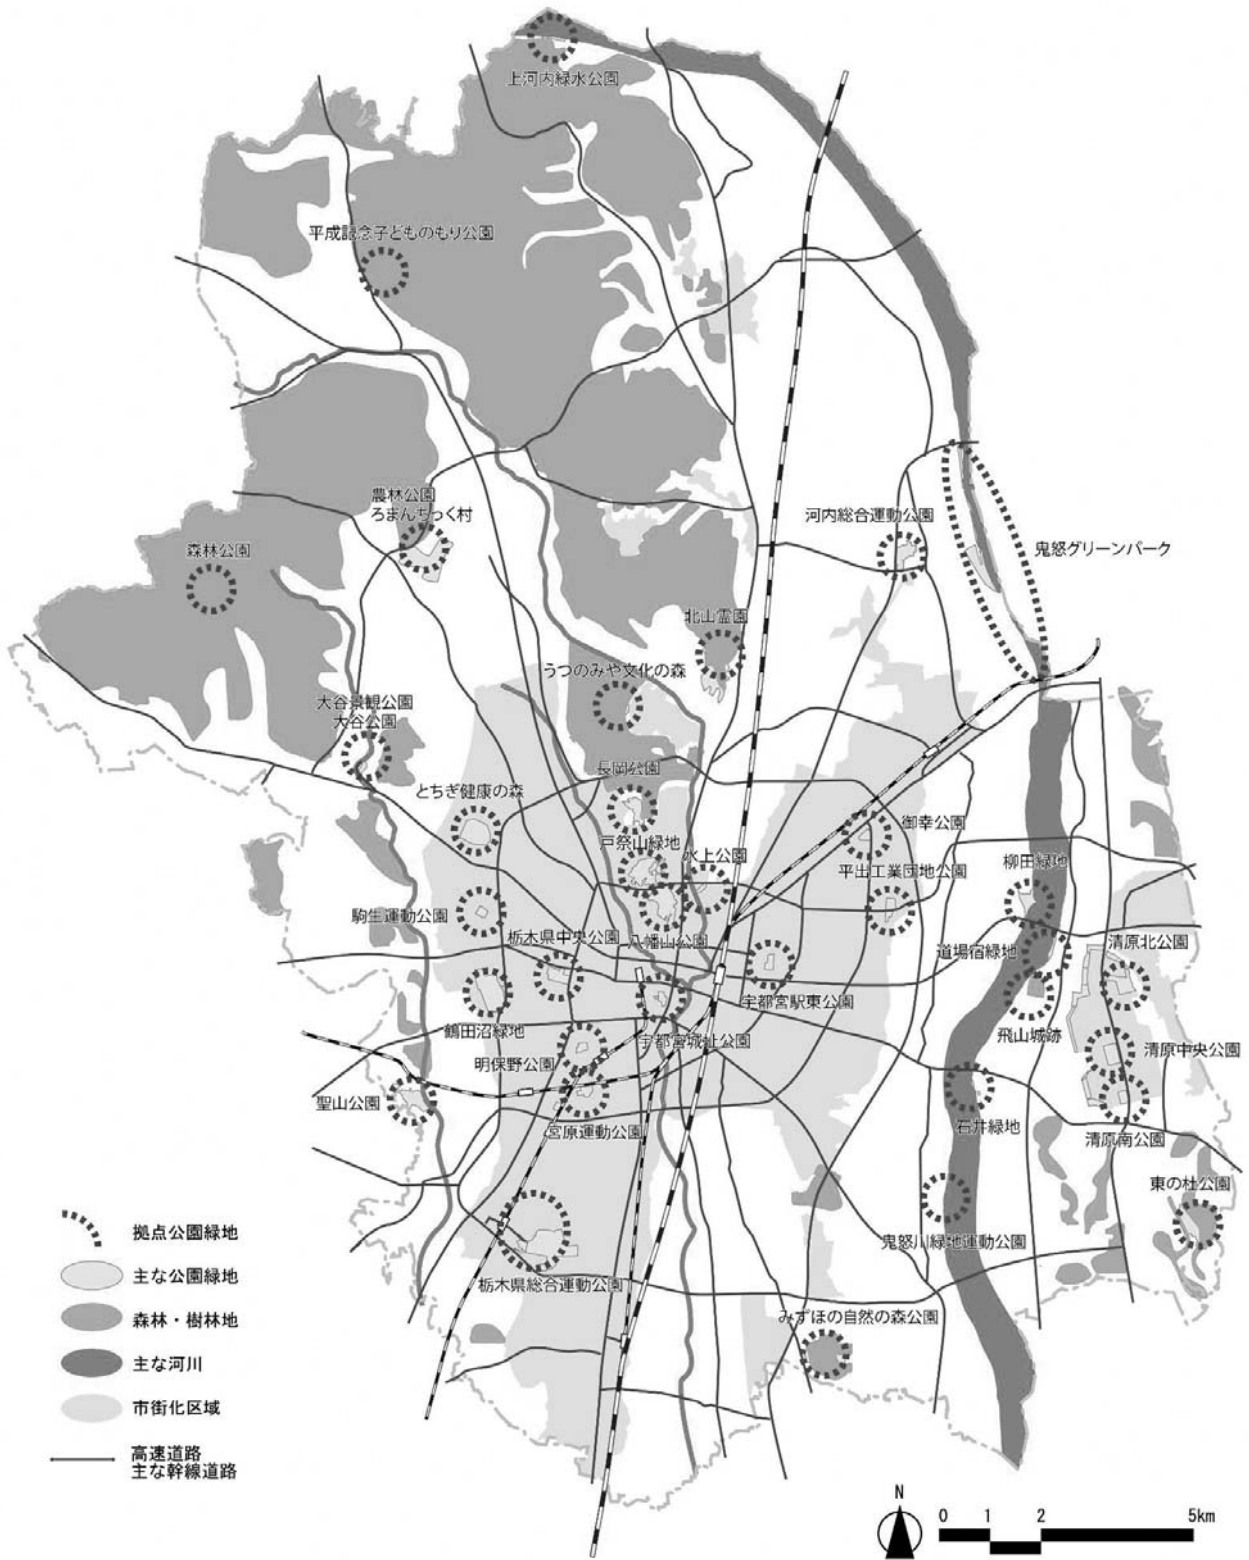 上河内緑水公園
平成記念子どものもり公園
農林公園
ろまんちっく村
河内総合運動公園
森林公園
鬼怒グリーンパーク
北山霊園
うつのみや文化の森
大谷景観公園
大谷公園
長岡公園
とちぎ健康の森
御幸公園
戸祭山緑地
水上公園
柳田緑地
平出工業団地公園
駒生運動公園
栃木県中央公園
八幡山公園
道場宿緑地
清原北公園
宇都宮駅東公園
鶴田沼緑地
飛山城跡
宇都宮城址公園
清原中央公園
明保野公園
聖山公園
石井緑地
宮原運動公園
清原南公園
東の杜公園
鬼怒川緑地運動公園
栃木県総合運動公園
みずほの自然の森公園
拠点公園緑地
主な公園緑地
森林・樹林地
主な河川
市街化区域
高速道路
主な幹線道路
N
0 1 2 5km